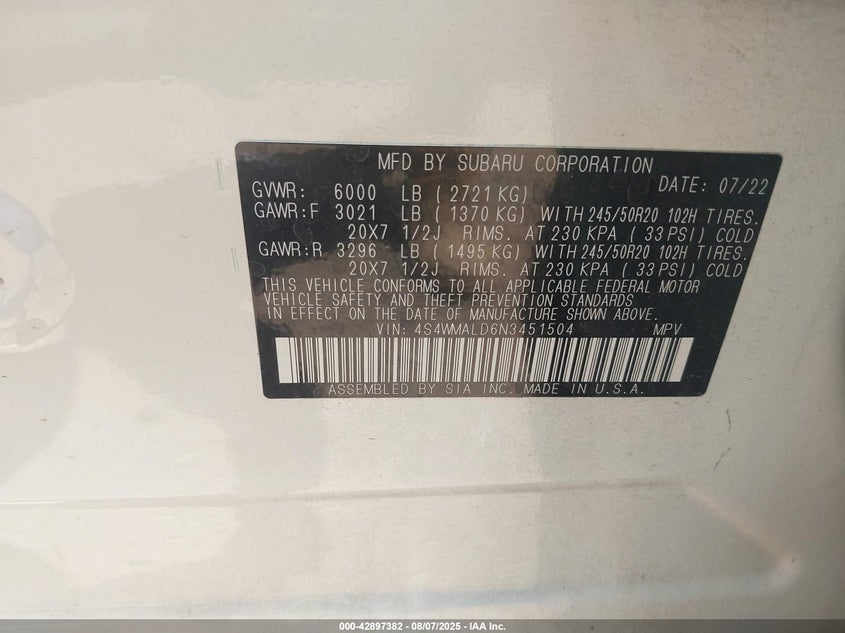 MFD BY SUBARU CORPORATION
DATE: 07/22
GVWR: 6000 LB ( 2721 KG)
GAWR:F 3021 LB ( 1370 KG) WITH 245/50R20 102H TIRES.
20X7 1/2J RIMS. AT 230 KPA ( 33 PSI) COLD
GAWR:R 3296 LB ( 1495 KG) WITH 245/50R20 102H TIRES.
20X7 1/2J RIMS. AT 230 KPA ( 33 PSI) COLD
THIS VEHICLE CONFORMS TO ALL APPLICABLE FEDERAL MOTOR
VEHICLE SAFETY AND THEFT PREVENTION STANDARDS
IN EFFECT ON THE DATE OF MANUFACTURE SHOWN ABOVE.
VIN: 4S4WMALD6N3451504 MPV
ASSEMBLED BY SIA INC. MADE IN U.S.A.
000-42897382 - 08/07/2025 - IAA Inc.